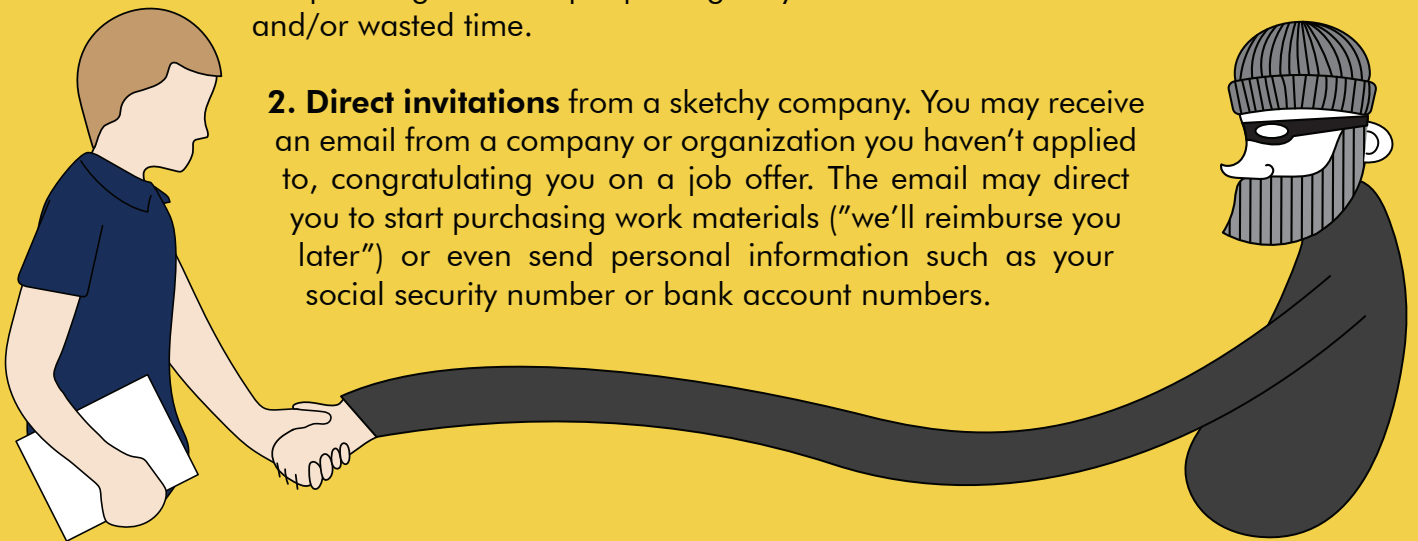 and/or wasted time.
2. Direct invitations from a sketchy company. You may receive
an email from a company or organization you haven’t applied
to, congratulating you on a job offer. The email may direct
you to start purchasing work materials (”we’ll reimburse you
later”) or even send personal information such as your
social security number or bank account numbers.